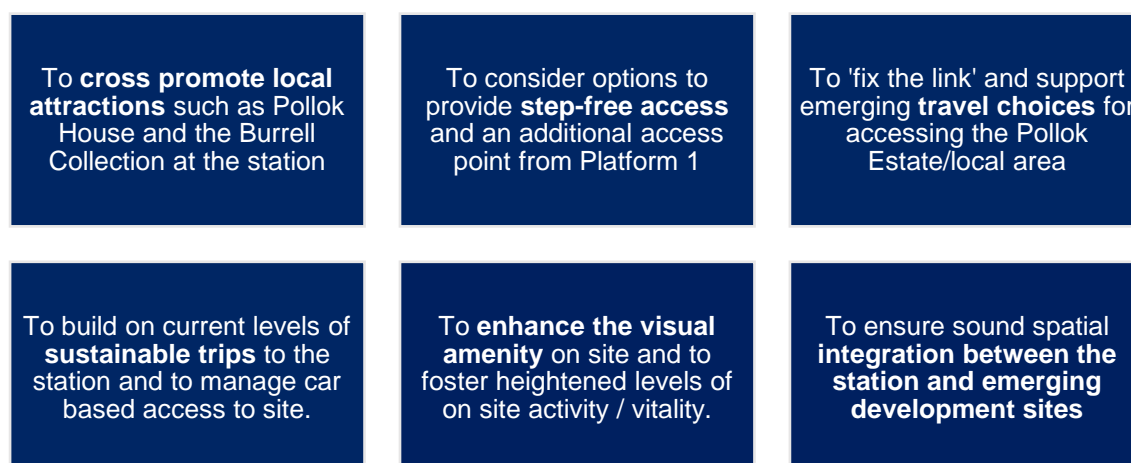 To cross promote local
attractions such as Pollok
House and the Burrell
Collection at the station
To consider options to
provide step-free access
and an additional access
point from Platform 1
To 'fix the link' and support
emerging travel choices for
accessing the Pollok
Estate/local area
To build on current levels of
sustainable trips to the
station and to manage car
based access to site.
To enhance the visual
amenity on site and to
foster heightened levels of
on site activity / vitality.
To ensure sound spatial
integration between the
station and emerging
development sites